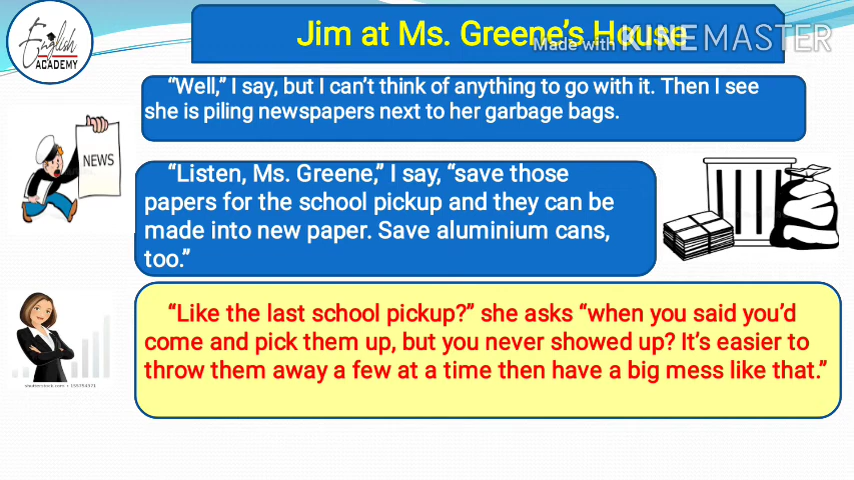 English
ACADEMY
Jim at Ms. Greene's House
Made with KINEMASTER
"Well," I say, but I can't think of anything to go with it. Then I see
she is piling newspapers next to her garbage bags.
NEWS
"Listen, Ms. Greene," I say, "save those
papers for the school pickup and they can be
made into new paper. Save aluminium cans,
too."
"Like the last school pickup?" she asks "when you said you'd
come and pick them up, but you never showed up? It's easier to
throw them away a few at a time then have a big mess like that."